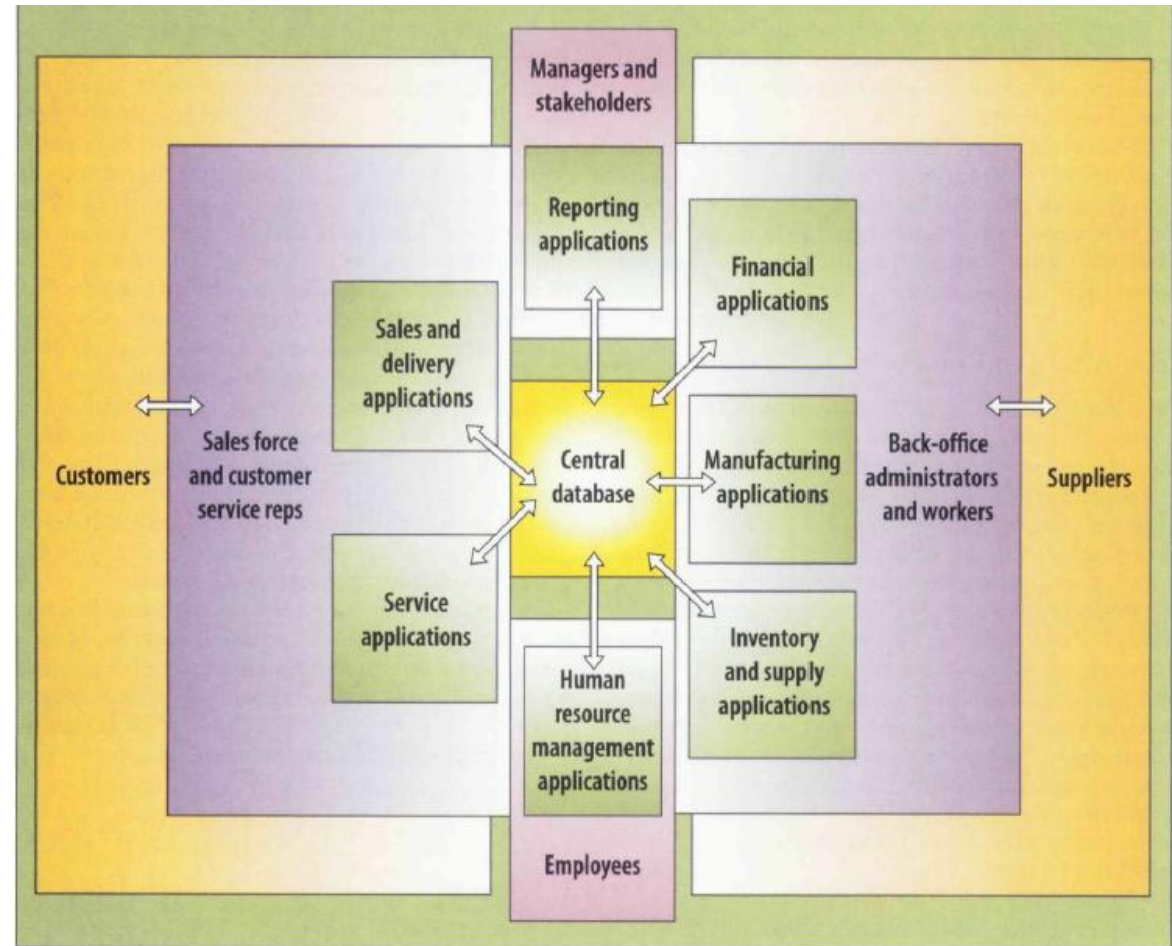 Managers and
stakeholders
Reporting
applications
Financial
applications
Sales and
delivery
applications
Customers
Sales force
and customer
service reps
Central
database
Manufacturing
applications
Back-office
administrators
and workers
Suppliers
Service
applications
Human
resource
management
applications
Inventory
and supply
applications
Employees